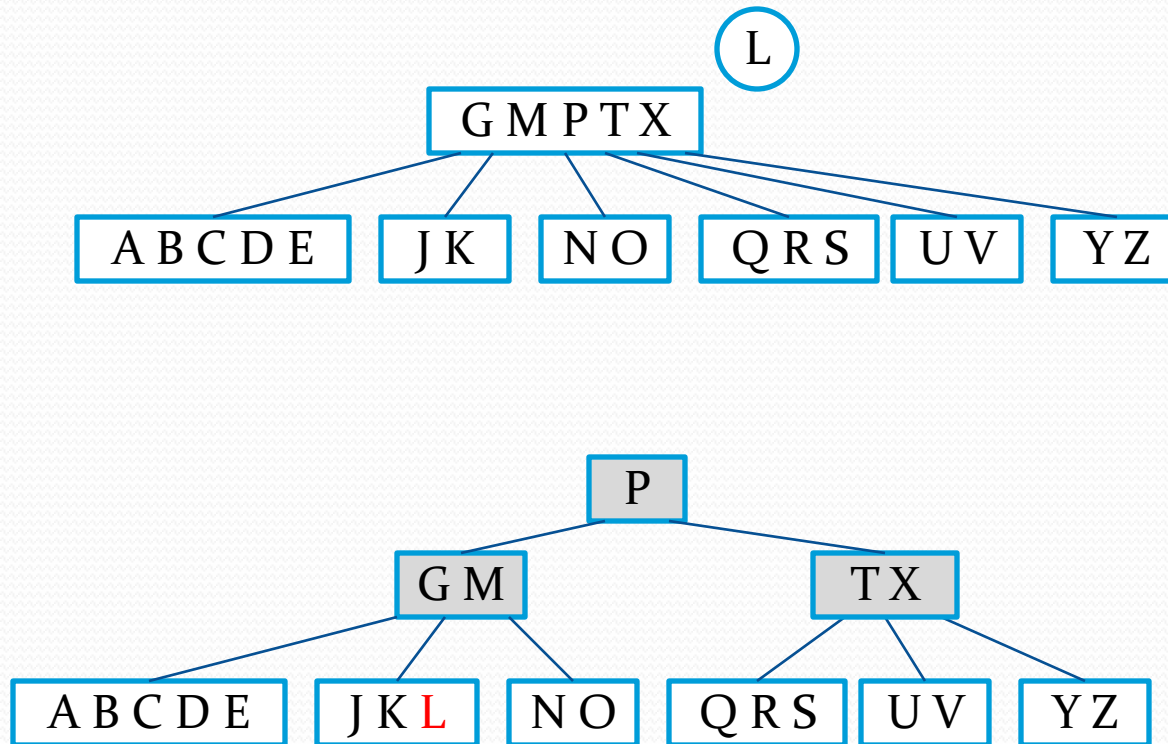 L
G M P T X
A B C D E J K N O Q R S U V Y Z
P
G M T X
A B C D E J K L N O Q R S U V Y Z